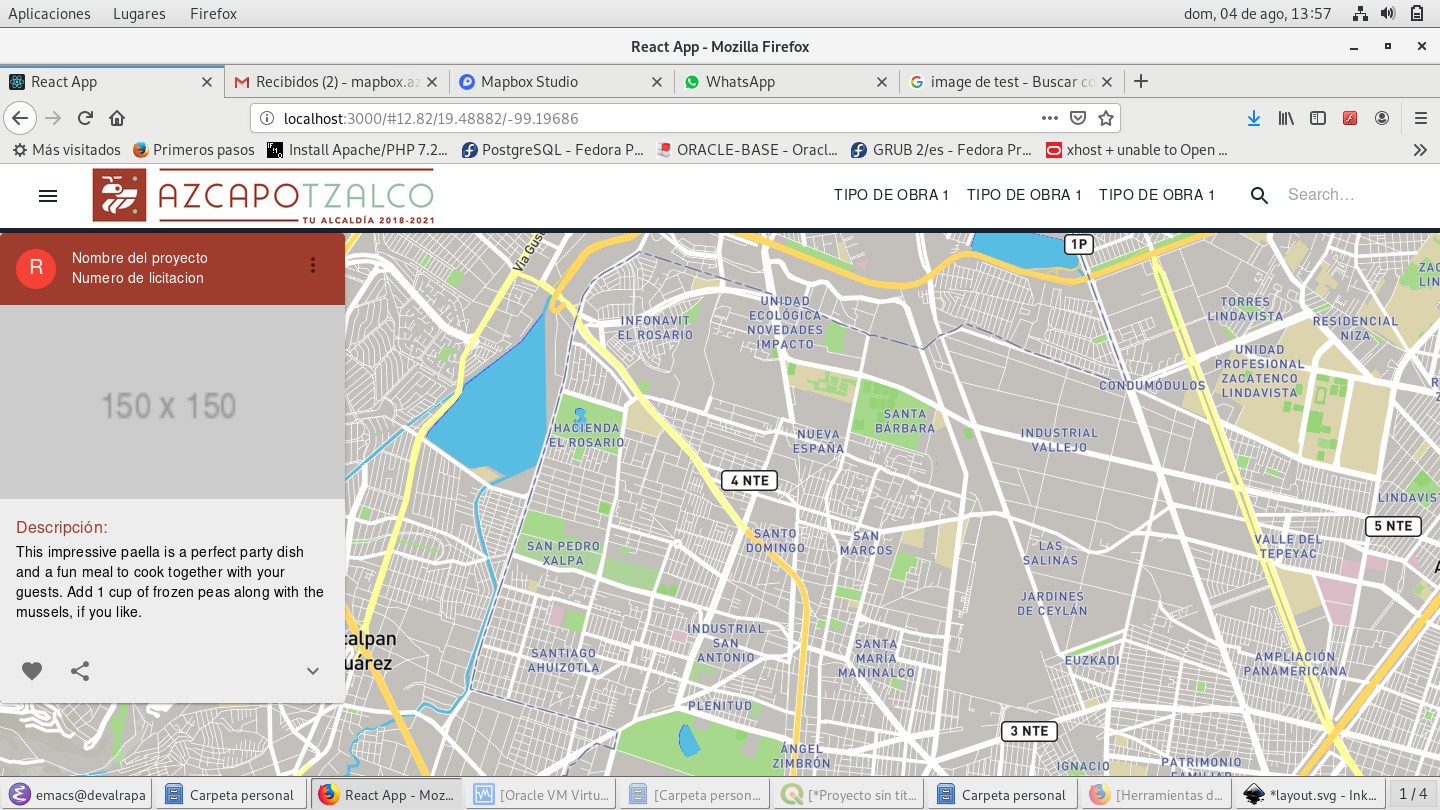 Aplicaciones Lugares Firefox dom, 04 de ago, 13:57
React App - Mozilla Firefox
React App Recibidos (2) - mapbox.az Mapbox Studio WhatsApp image de test - Buscar co
localhost:3000/#12.82/19.48882/-99.19686
Más visitados Primeros pasos Install Apache/PHP 7.2... PostgreSQL - Fedora P... ORACLE-BASE - Oracl... GRUB 2/es - Fedora Pr... xhost + unable to Open ...
AZCAPOTZALCO
TU ALCALDÍA 2018-2021
TIPO DE OBRA 1 TIPO DE OBRA 1 TIPO DE OBRA 1 Search...
R
Nombre del proyecto
Numero de licitacion
150 x 150
Descripción:
This impressive paella is a perfect party dish
and a fun meal to cook together with your
guests. Add 1 cup of frozen peas along with the
mussels, if you like.
Vía Gus
1P
INFONAVIT
EL ROSARIO
UNIDAD
ECOLÓGICA
NOVEDADES
IMPACTO
TORRES
LINDAVISTA
RESIDENCIAL
NIZA
ZAC
LIN
UNIDAD
PROFESIONAL
ZACATENCO
LINDAVISTA
CONDUMÓDULOS
HACIENDA
EL ROSARIO
NUEVA
ESPAÑA
SANTA
BÁRBARA
INDUSTRIAL
VALLEJO
4 NTE
LINDAVIST
5 NTE
SAN PEDRO
XALPA
SANTO
DOMINGO
SAN
MARCOS
LAS
SALINAS
VALLE DEL
TEPEYAC
JARDINES
DE CEYLÁN
talpan
uárez
SANTIAGO
AHUIZOTLA
INDUSTRIAL
SAN
ANTONIO
SANTA
MARÍA
MANINALCO
EUZKADI
AMPLIACIÓN
PANAMERICANA
PLENITUD
3 NTE
ÁNGEL
ZIMBRÓN
IGNACIO
PATRIMONIO
FAMILIAR
emacs@devalrapa Carpeta personal React App - Moz... [Oracle VM Virtu... [Carpeta person... [*Proyecto sin tít... Carpeta personal [Herramientas d... *layout.svg - Ink... 1 / 4